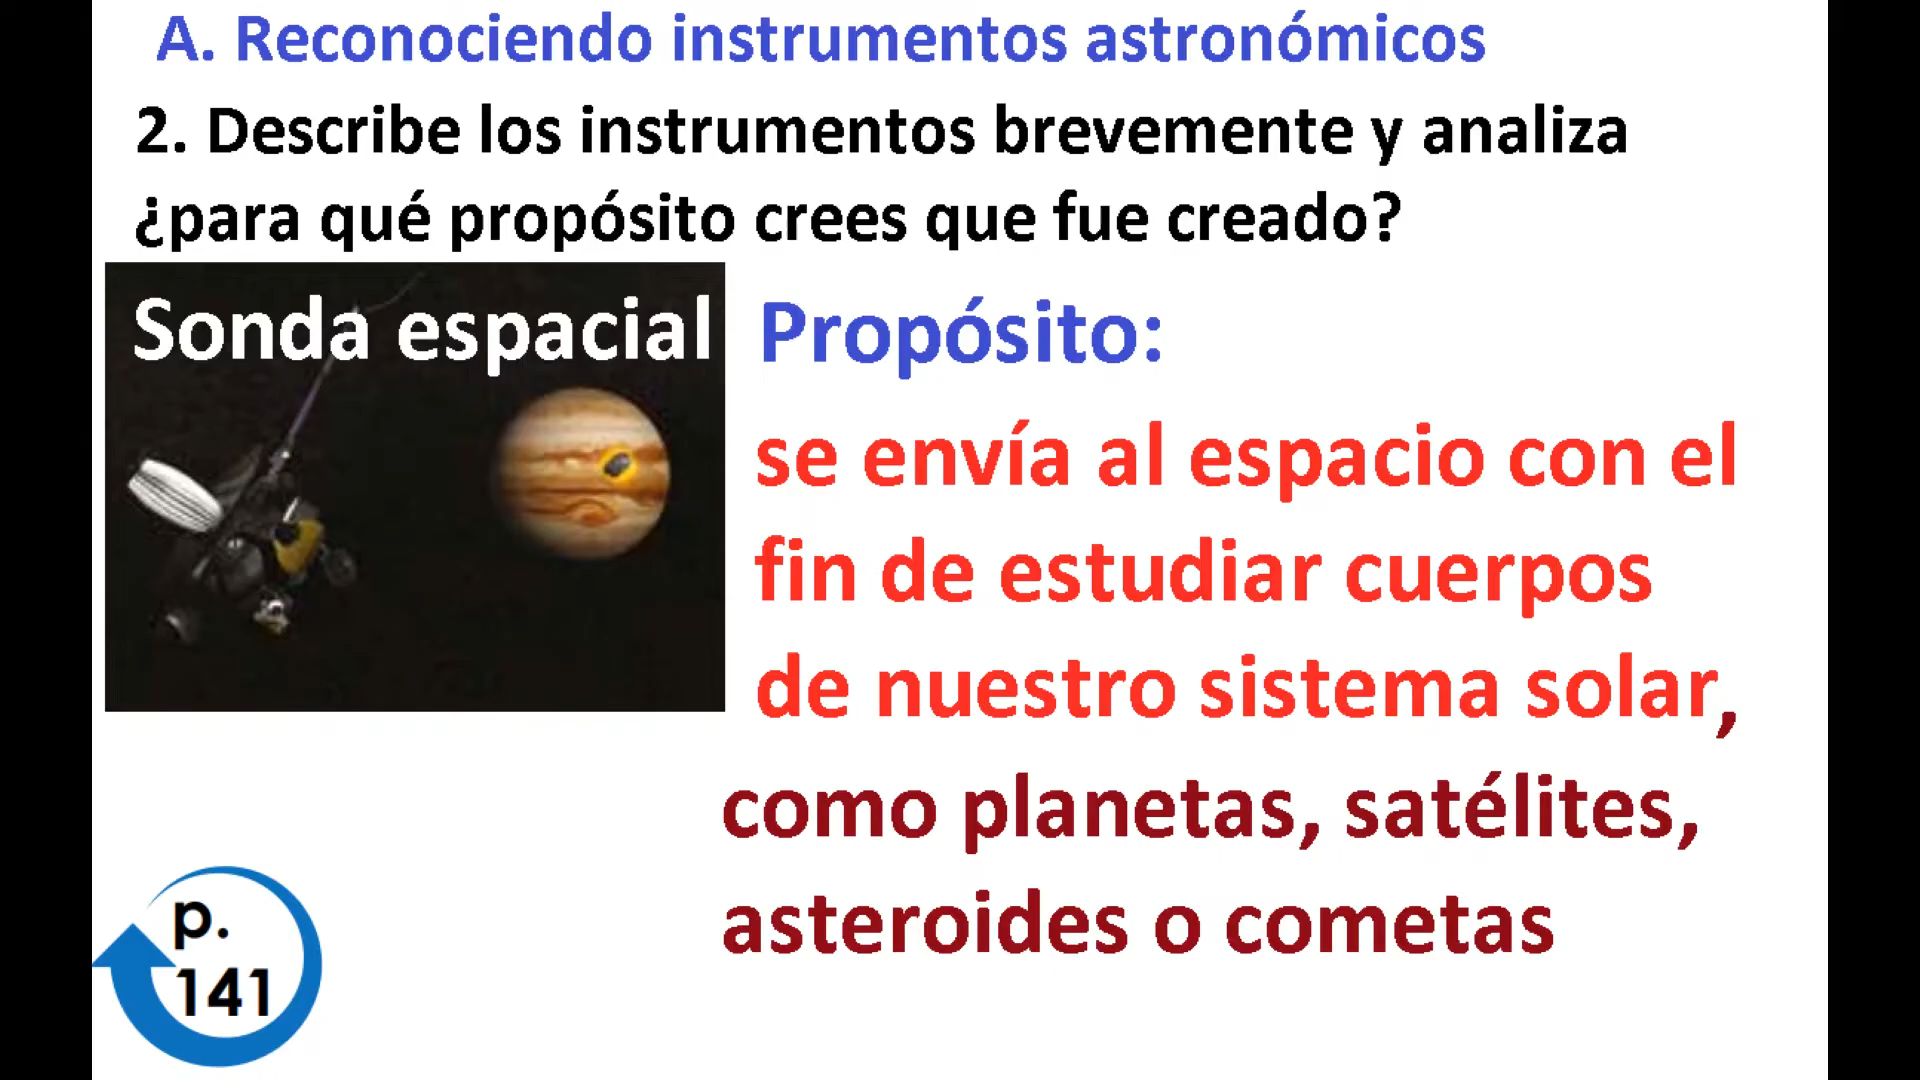 A. Reconociendo instrumentos astronómicos
2. Describe los instrumentos brevemente y analiza
¿para qué propósito crees que fue creado?
Sonda espacial
Propósito:
se envía al espacio con el
fin de estudiar cuerpos
de nuestro sistema solar,
como planetas, satélites,
asteroides o cometas
p.
141